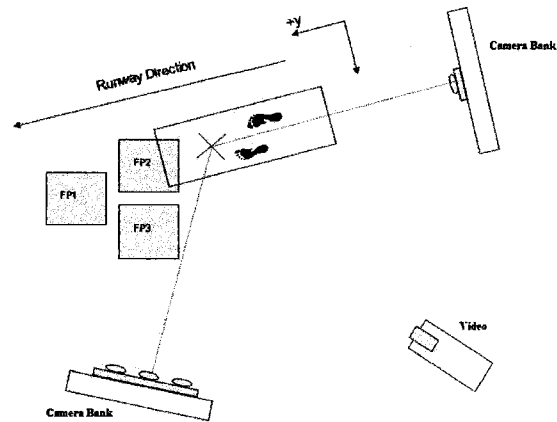 +y
Camera Bank
Runway Direction
FP2
FP1
FP3
Video
Camera Bank